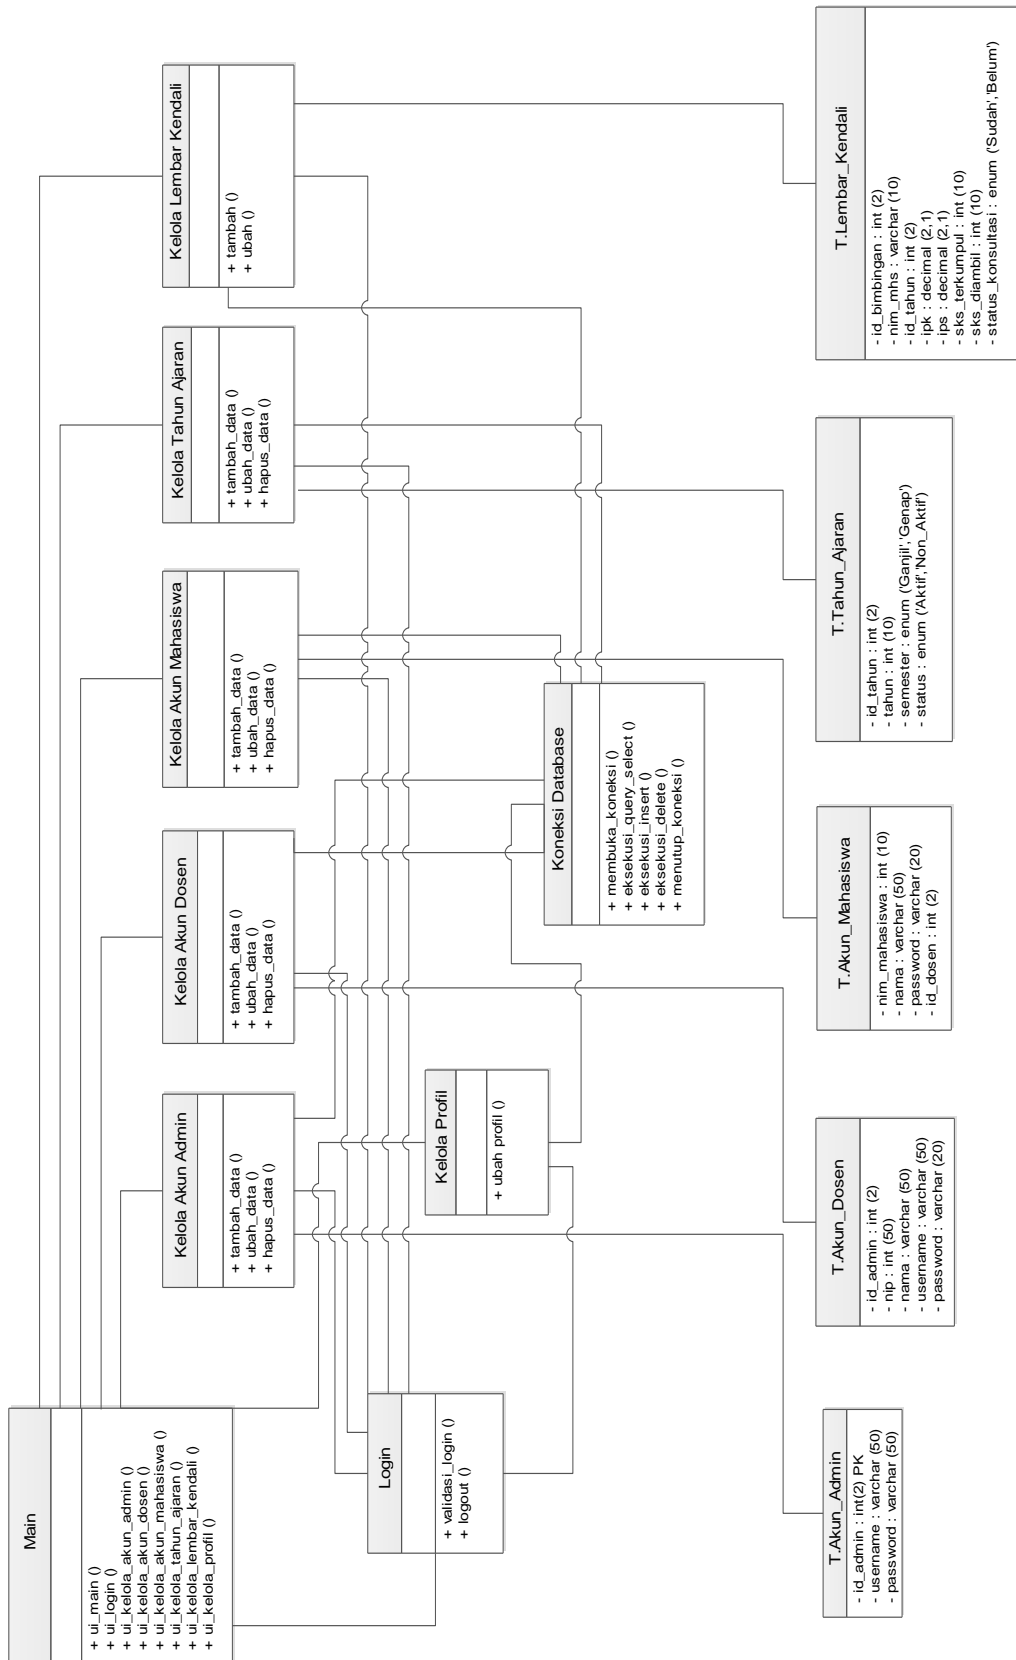 Main
+ ui_main ()
+ ui_login ()
+ ui_kelola_akun_admin ()
+ ui_kelola_akun_dosen ()
+ ui_kelola_akun_mahasiswa ()
+ ui_kelola_tahun_ajaran ()
+ ui_kelola_lembar_kendali ()
+ ui_kelola_profil ()
Kelola Akun Admin
+ tambah_data ()
+ ubah_data ()
+ hapus_data ()
Kelola Akun Dosen
+ tambah_data ()
+ ubah_data ()
+ hapus_data ()
Kelola Akun Mahasiswa
+ tambah_data ()
+ ubah_data ()
+ hapus_data ()
Kelola Tahun Ajaran
+ tambah_data ()
+ ubah_data ()
+ hapus_data ()
Kelola Lembar Kendali
+ tambah ()
+ ubah ()
Login
+ validasi_login ()
+ logout ()
Kelola Profil
+ ubah profil ()
Koneksi Database
+ membuka_koneksi ()
+ eksekusi_query_select ()
+ eksekusi_insert ()
+ eksekusi_delete ()
+ menutup_koneksi ()
T.Akun_Admin
- id_admin : int(2) PK
- username : varchar (50)
- password : varchar (50)
T.Akun_Dosen
- id_admin : int (2)
- nip : int (50)
- nama : varchar (50)
- username : varchar (50)
- password : varchar (20)
T.Akun_Mahasiswa
- nim_mahasiswa : int (10)
- nama : varchar (50)
- password : varchar (20)
- id_dosen : int (2)
T.Tahun_Ajaran
- id_tahun : int (2)
- tahun : int (10)
- semester : enum ('Ganjil','Genap')
- status : enum ('Aktif','Non_Aktif')
T.Lembar_Kendali
- id_bimbingan : int (2)
- nim_mhs : varchar (10)
- id_tahun : int (2)
- ipk : decimal (2,1)
- ips : decimal (2,1)
- sks_terkumpul : int (10)
- sks_diambil : int (10)
- status_konsultasi : enum ('Sudah','Belum')